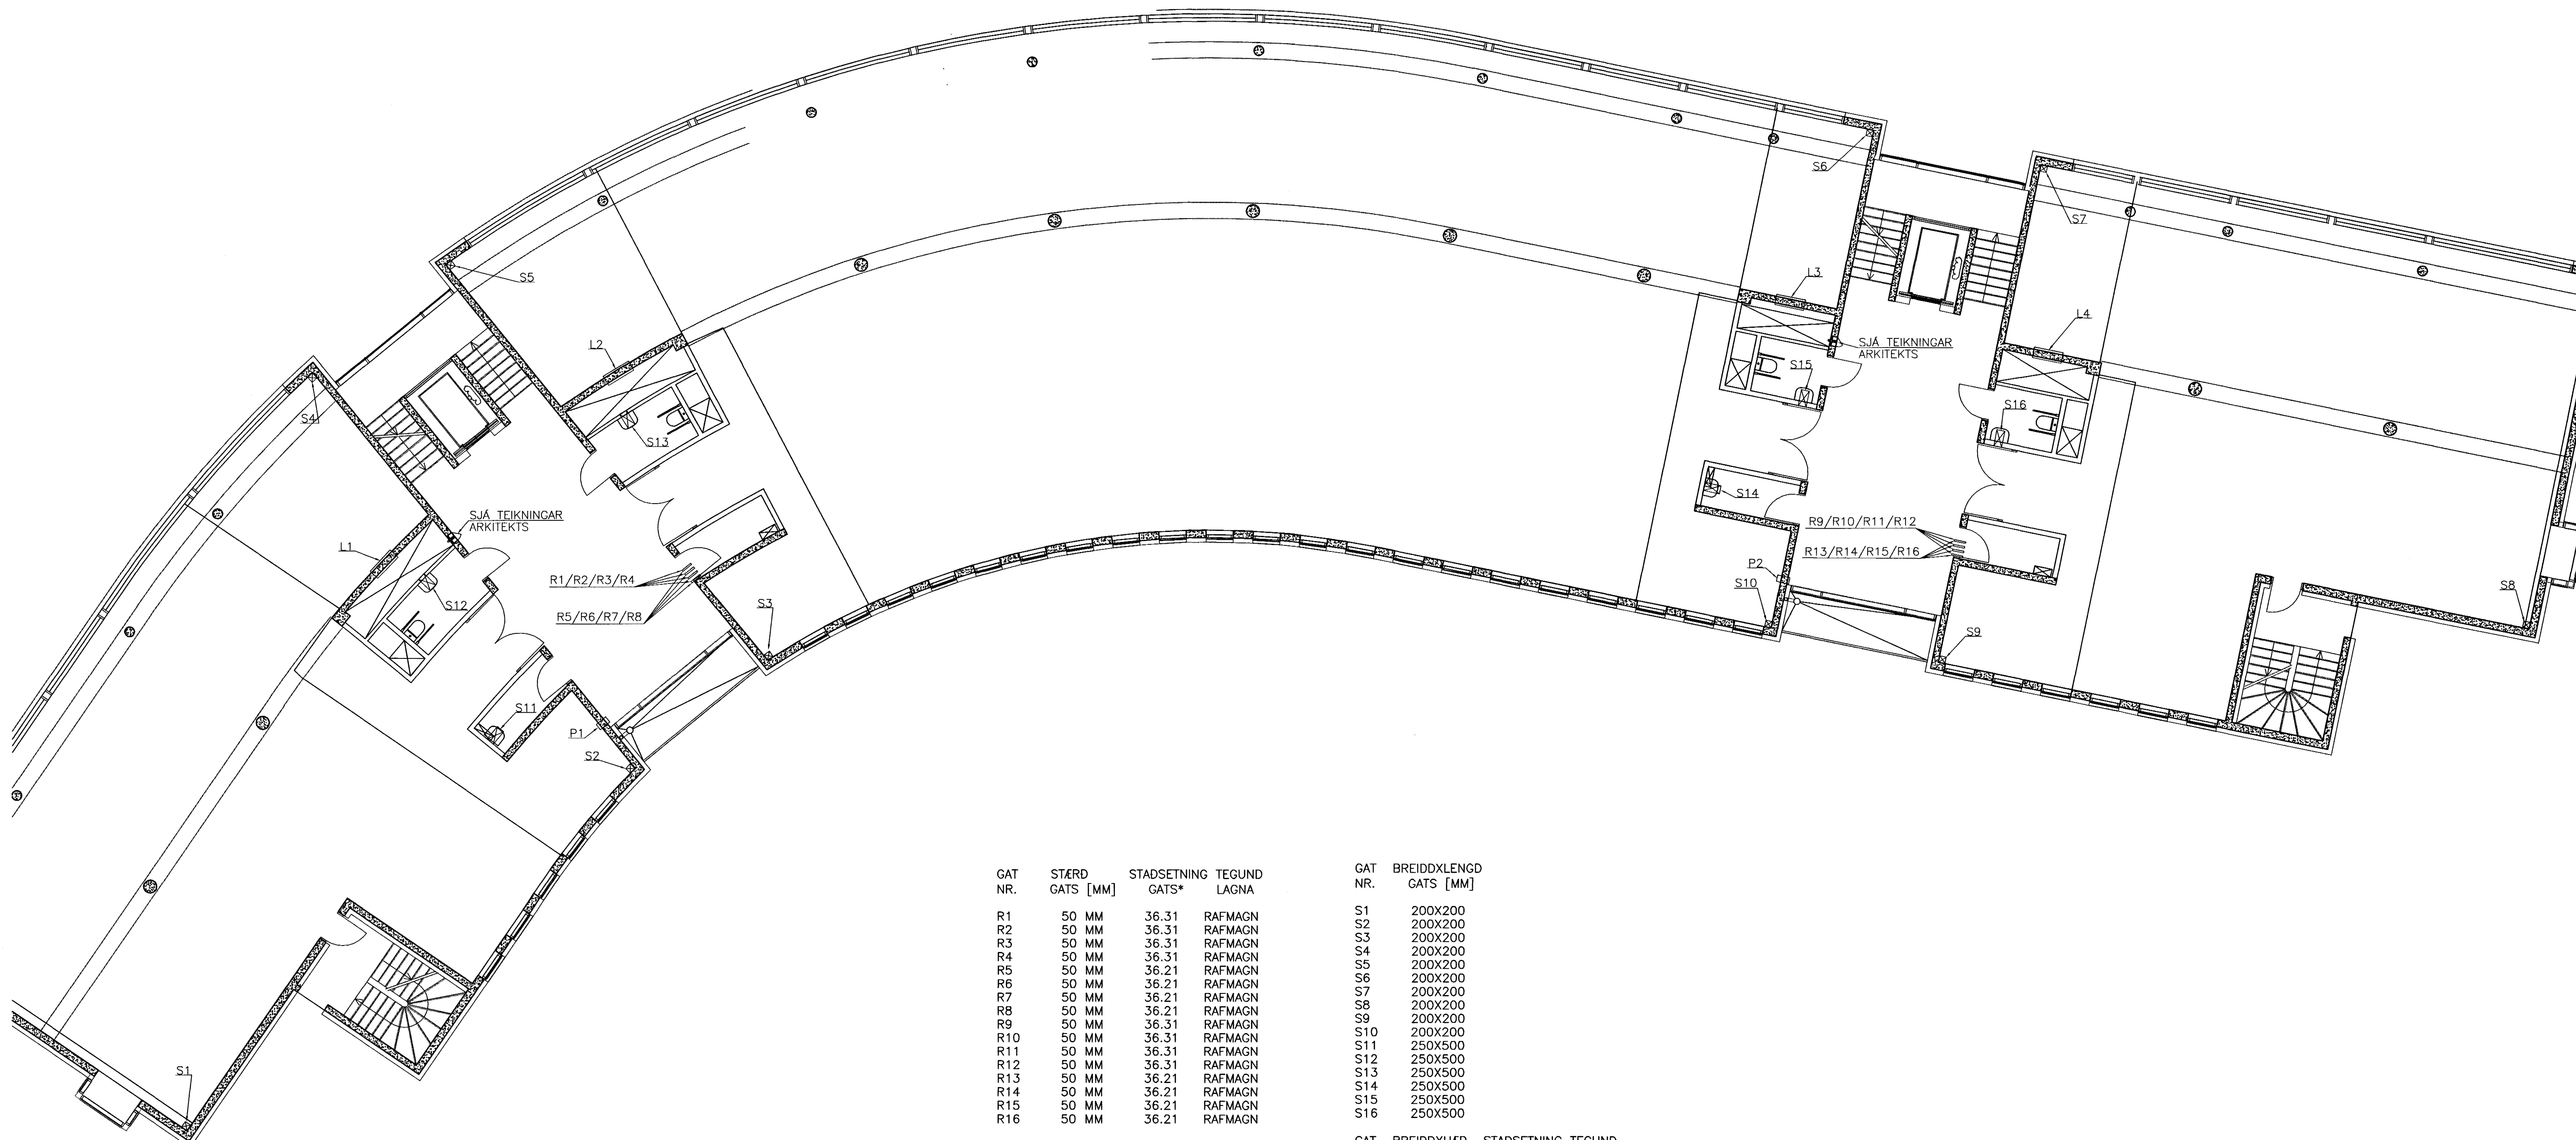 S6
S7
S5
L3
L4
L2
SJÁ TEIKNINGAR
ARKITEKTS
S15
S4
S16
S13
S14
SJÁ TEIKNINGAR
ARKITEKTS
R9/R10/R11/R12
L1
R13/R14/R15/R16
P2
R1/R2/R3/R4
S10
S8
S12
S3
R5/R6/R7/R8
S9
S11
P1
S2
S1
GAT STÆRD STADSETNING TEGUND
NR. GATS [MM] GATS* LAGNA
R1 50 MM 36.31 RAFMAGN
R2 50 MM 36.31 RAFMAGN
R3 50 MM 36.31 RAFMAGN
R4 50 MM 36.31 RAFMAGN
R5 50 MM 36.21 RAFMAGN
R6 50 MM 36.21 RAFMAGN
R7 50 MM 36.21 RAFMAGN
R8 50 MM 36.21 RAFMAGN
R9 50 MM 36.31 RAFMAGN
R10 50 MM 36.31 RAFMAGN
R11 50 MM 36.31 RAFMAGN
R12 50 MM 36.31 RAFMAGN
R13 50 MM 36.21 RAFMAGN
R14 50 MM 36.21 RAFMAGN
R15 50 MM 36.21 RAFMAGN
R16 50 MM 36.21 RAFMAGN
GAT BREIDDXLENGD
NR. GATS [MM]
S1 200X200
S2 200X200
S3 200X200
S4 200X200
S5 200X200
S6 200X200
S7 200X200
S8 200X200
S9 200X200
S10 200X200
S11 250X500
S12 250X500
S13 250X500
S14 250X500
S15 250X500
S16 250X500
GAT BREIDDXHÆD STADSETNING TEGUND